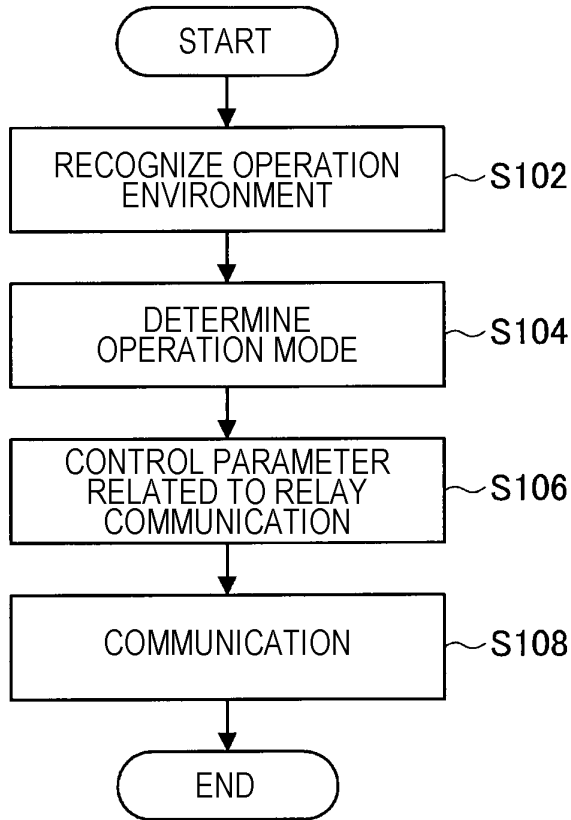 START
RECOGNIZE OPERATION
ENVIRONMENT
S102
DETERMINE
OPERATION MODE
S104
CONTROL PARAMETER
RELATED TO RELAY
COMMUNICATION
S106
COMMUNICATION
S108
END